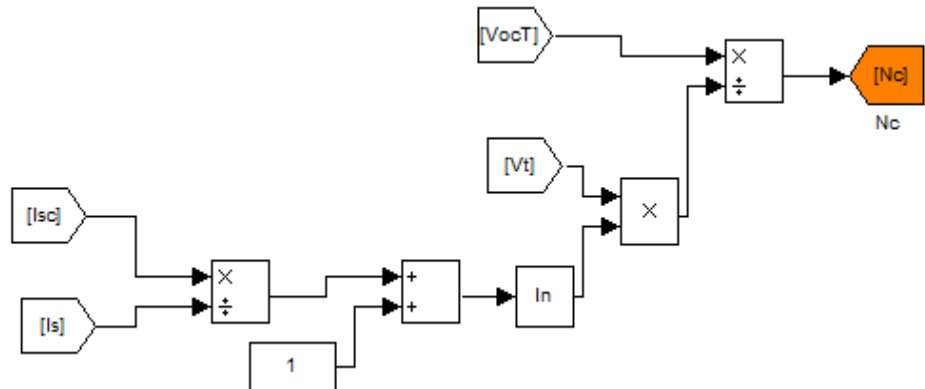 [VocT]
×
÷
[Nc]
Nc
[Vt]
×
[Isc]
×
÷
[Is]
+
+
ln
1